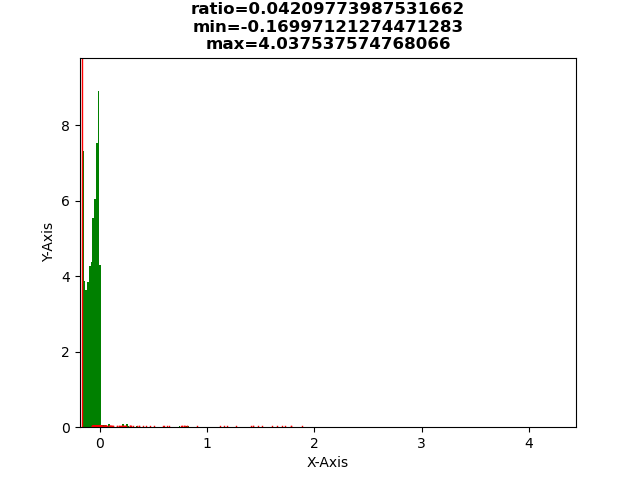 ratio=0.04209773987531662
min=-0.16997121274471283
max=4.037537574768066
8
6
4
2
0
Y-Axis
0 1 2 3 4
X-Axis